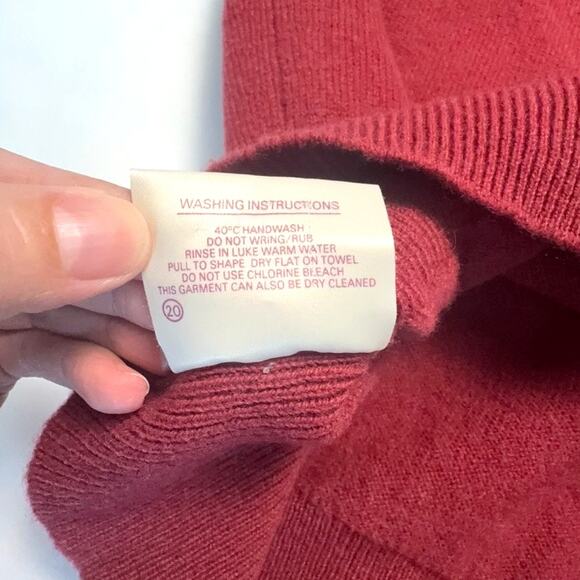 WASHING INSTRUCTIONS
40°C HANDWASH
DO NOT WRING/RUB
RINSE IN LUKE WARM WATER
PULL TO SHAPE DRY FLAT ON TOWEL
DO NOT USE CHLORINE BLEACH
THIS GARMENT CAN ALSO BE DRY CLEANED
20